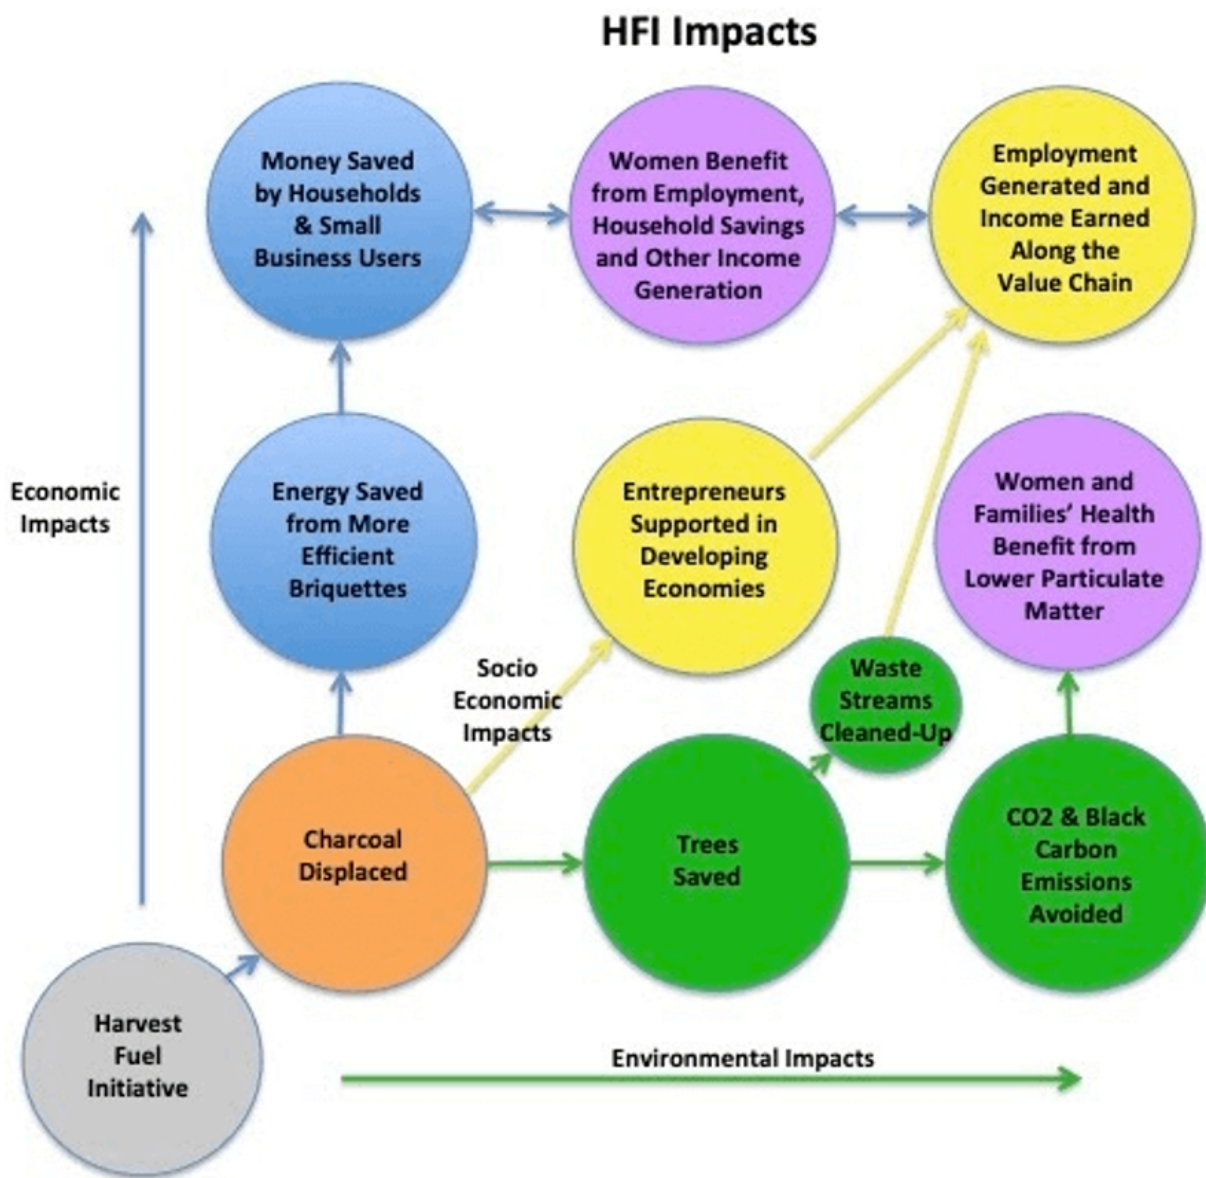 HFI Impacts
Money Saved
by Households
& Small
Business Users
Women Benefit
from Employment,
Household Savings
and Other Income
Generation
Employment
Generated and
Income Earned
Along the
Value Chain
Economic
Impacts
Energy Saved
from More
Efficient
Briquettes
Entrepreneurs
Supported in
Developing
Economies
Women and
Families’ Health
Benefit from
Lower Particulate
Matter
Socio
Economic
Impacts
Waste
Streams
Cleaned-Up
Charcoal
Displaced
Trees
Saved
CO2 & Black
Carbon
Emissions
Avoided
Harvest
Fuel
Initiative
Environmental Impacts